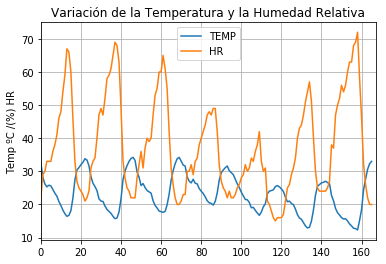 Variación de la Temperatura y la Humedad Relativa
TEMP
HR
Temp ºC /(%) HR
70
60
50
40
30
20
10
0 20 40 60 80 100 120 140 160